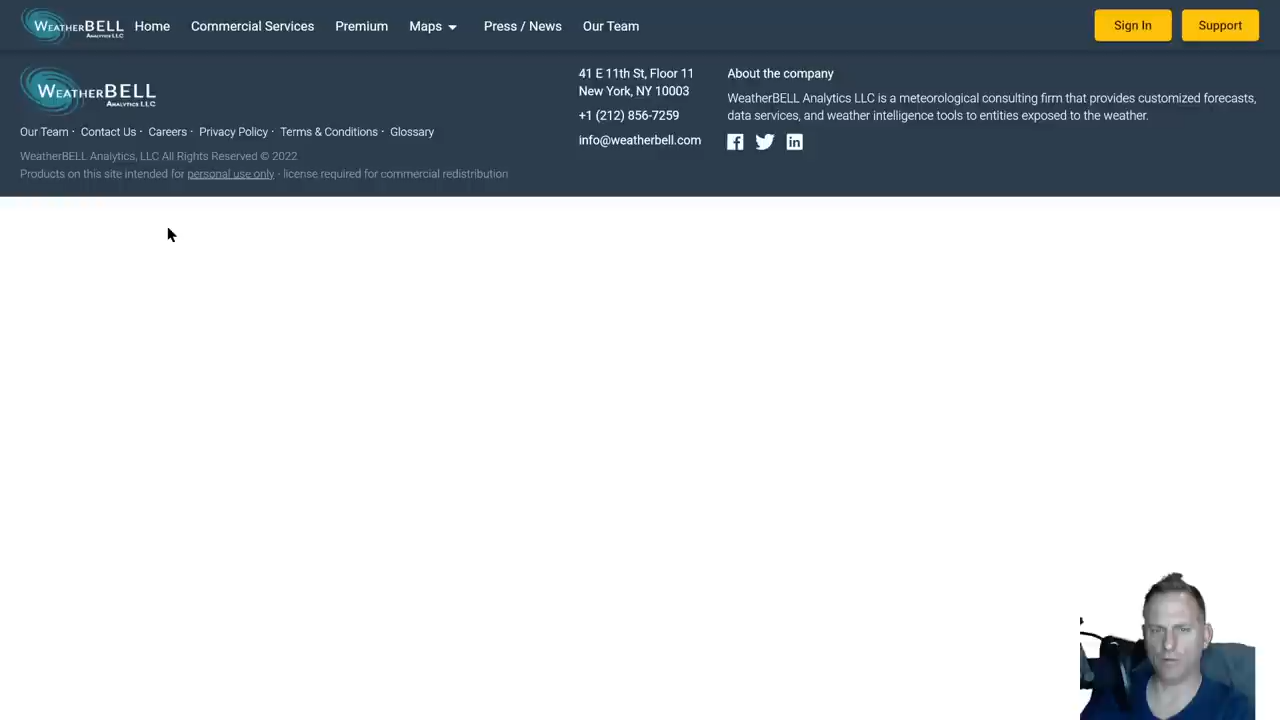 WEATHERBELL
ANALYTICS LLC
Home Commercial Services Premium Maps Press / News Our Team Sign In Support
WEATHERBELL
ANALYTICS LLC
Our Team · Contact Us · Careers · Privacy Policy · Terms & Conditions · Glossary
WeatherBELL Analytics, LLC All Rights Reserved © 2022
Products on this site intended for personal use only · license required for commercial redistribution
41 E 11th St, Floor 11
New York, NY 10003
+1 (212) 856-7259
info@weatherbell.com
About the company
WeatherBELL Analytics LLC is a meteorological consulting firm that provides customized forecasts,
data services, and weather intelligence tools to entities exposed to the weather.